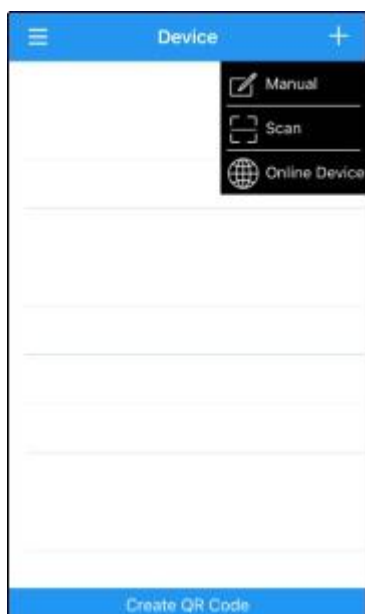 Device
Manual
Scan
Online Device
Create QR Code